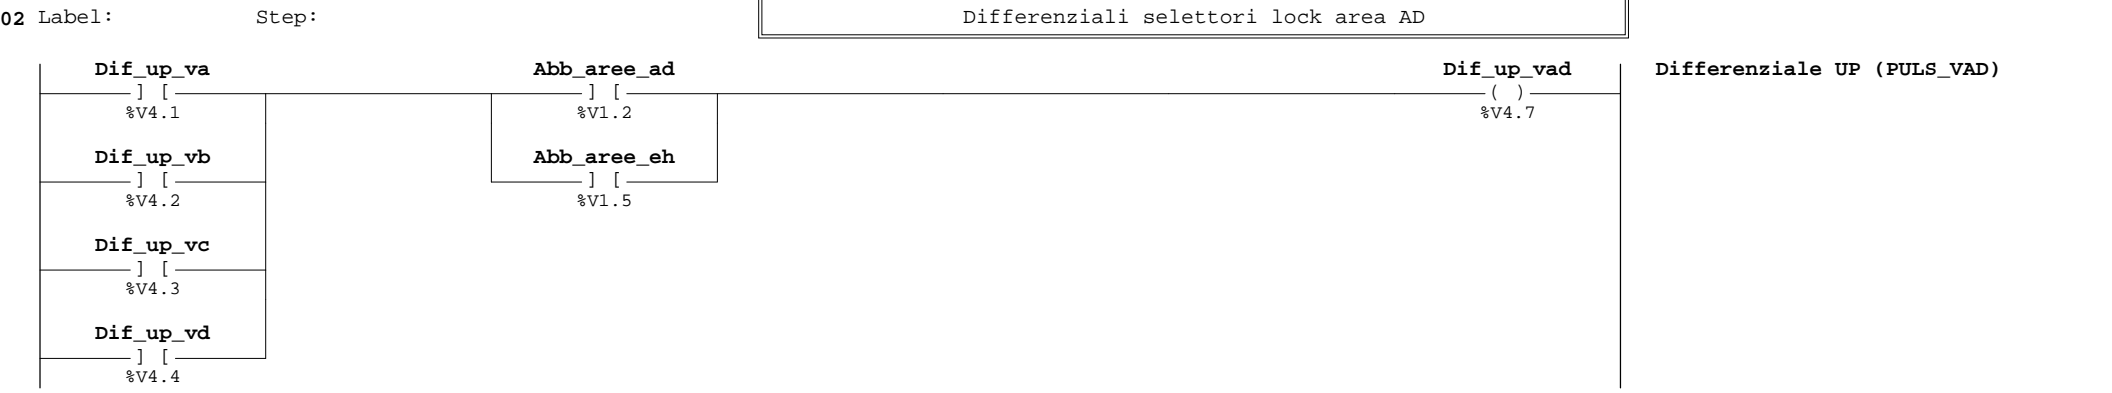 02 Label: Step: Differenziali selettori lock area AD
Dif_up_va Abb_aree_ad Dif_up_vad Differenziale UP (PULS_VAD)
] [ ] [ ( )
%V4.1 %V1.2 %V4.7
Dif_up_vb Abb_aree_eh
] [ ] [
%V4.2 %V1.5
Dif_up_vc
] [
%V4.3
Dif_up_vd
] [
%V4.4